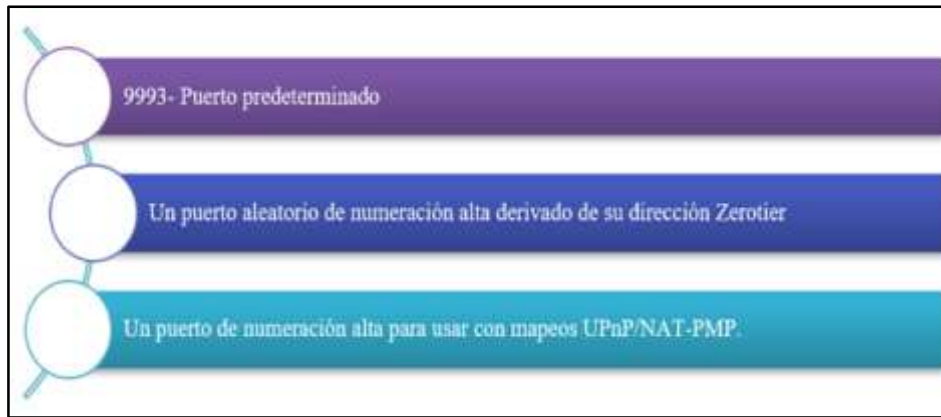 9993- Puerto predeterminado
Un puerto aleatorio de numeración alta derivado de su dirección Zerotier
Un puerto de numeración alta para usar con mapeos UPnP/NAT-PMP.